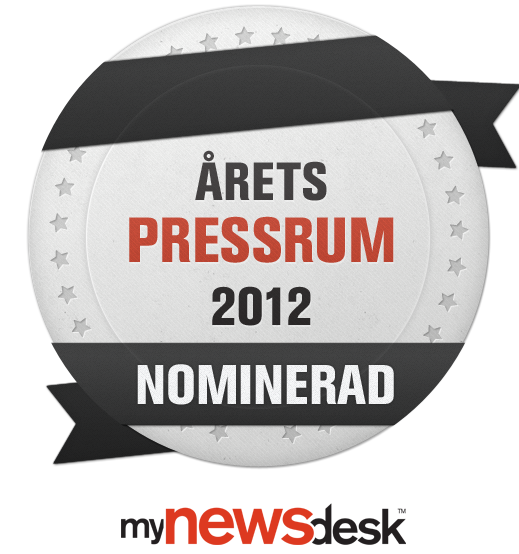 ÅRETS
PRESSRUM
2012
NOMINERAD
mynewsdesk™